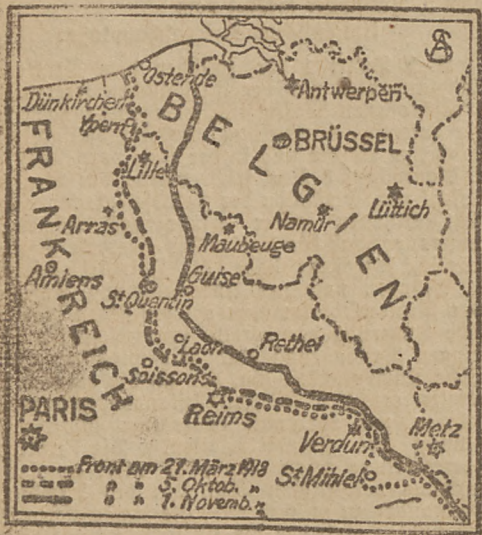 Ostende
Antwerpen
Dünkirchen
Ypern
BELGIEN
BRÜSSEL
Lille
FRANKREICH
Lüttich
Namür
Arras
Maubeuge
Amiens
Guise
St Quentin
Laon
Rethel
Soissons
PARIS
Reims
Verdun
Metz
St Mihiel
Front am 21. März 1918
" " 5. Oktob. "
" " 1. Novemb. "